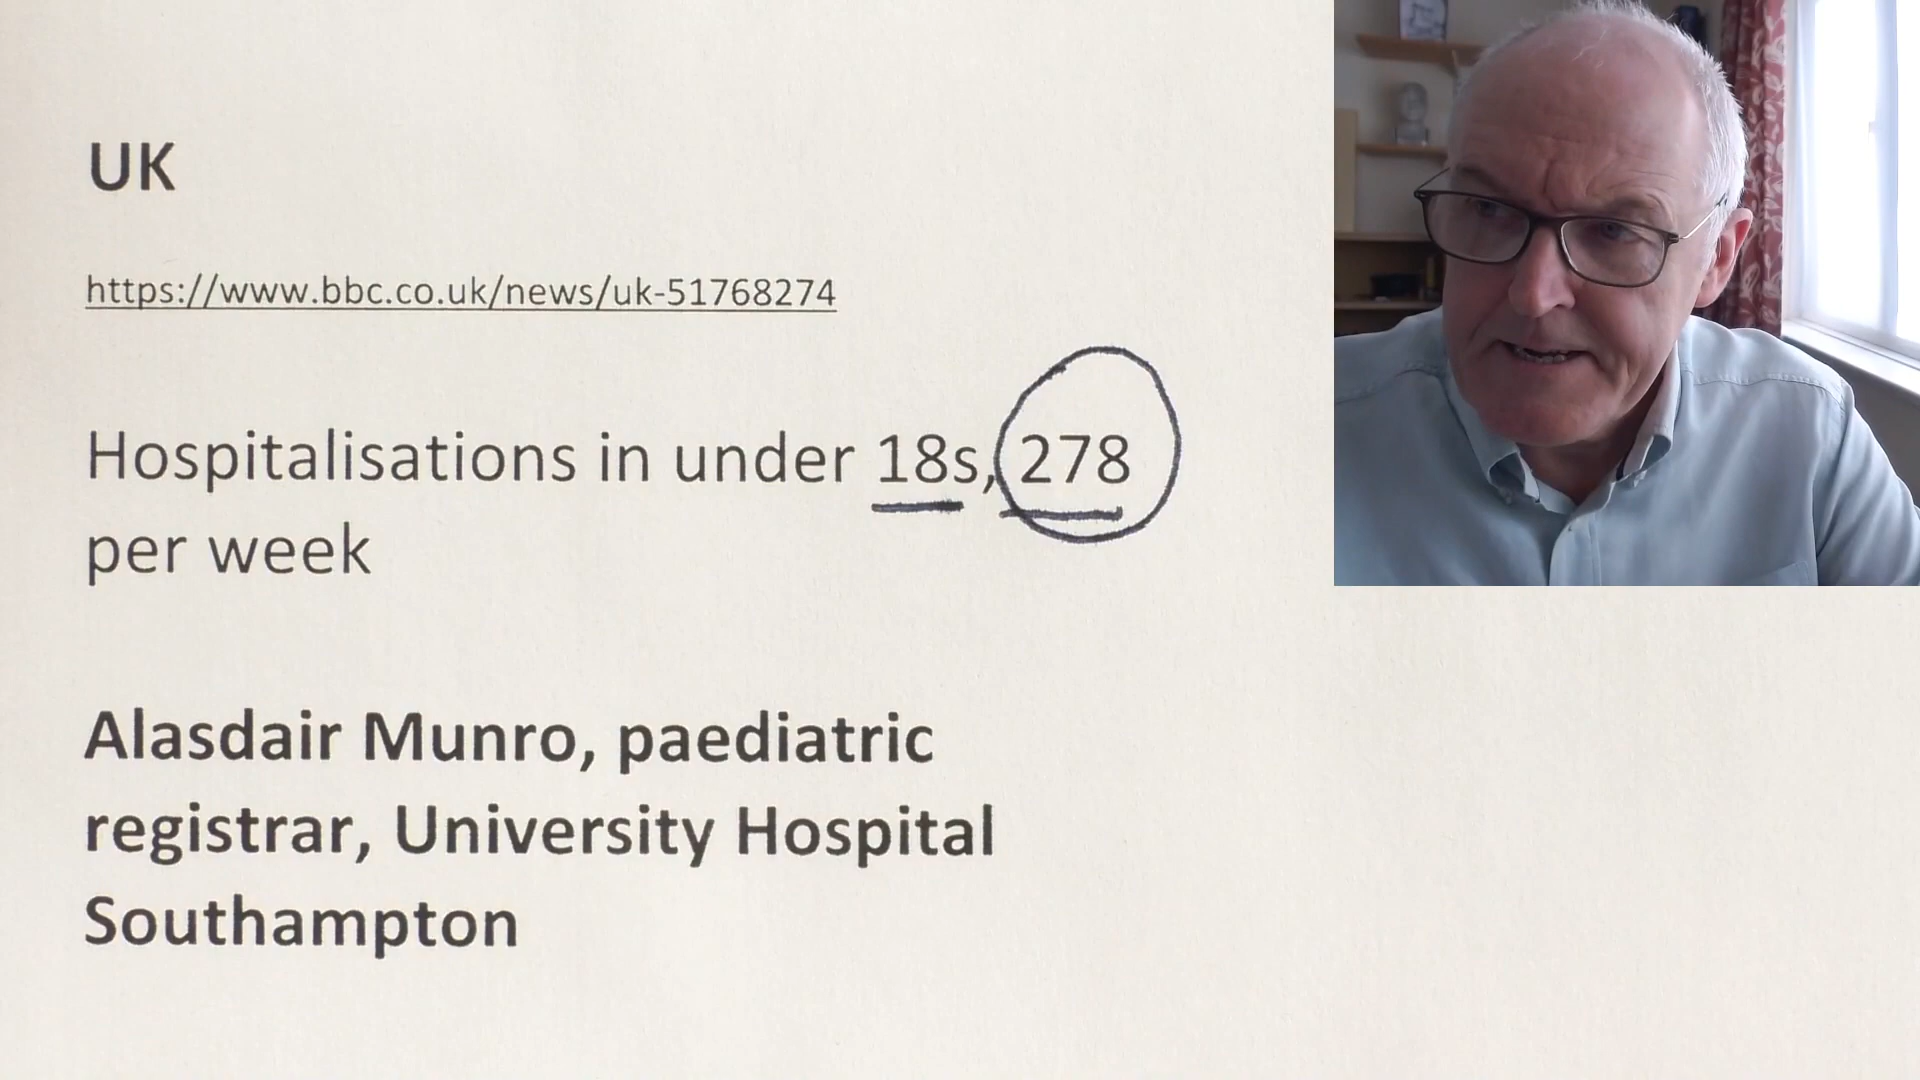 UK
https://www.bbc.co.uk/news/uk-51768274
Hospitalisations in under 18s, 278
per week
Alasdair Munro, paediatric
registrar, University Hospital
Southampton